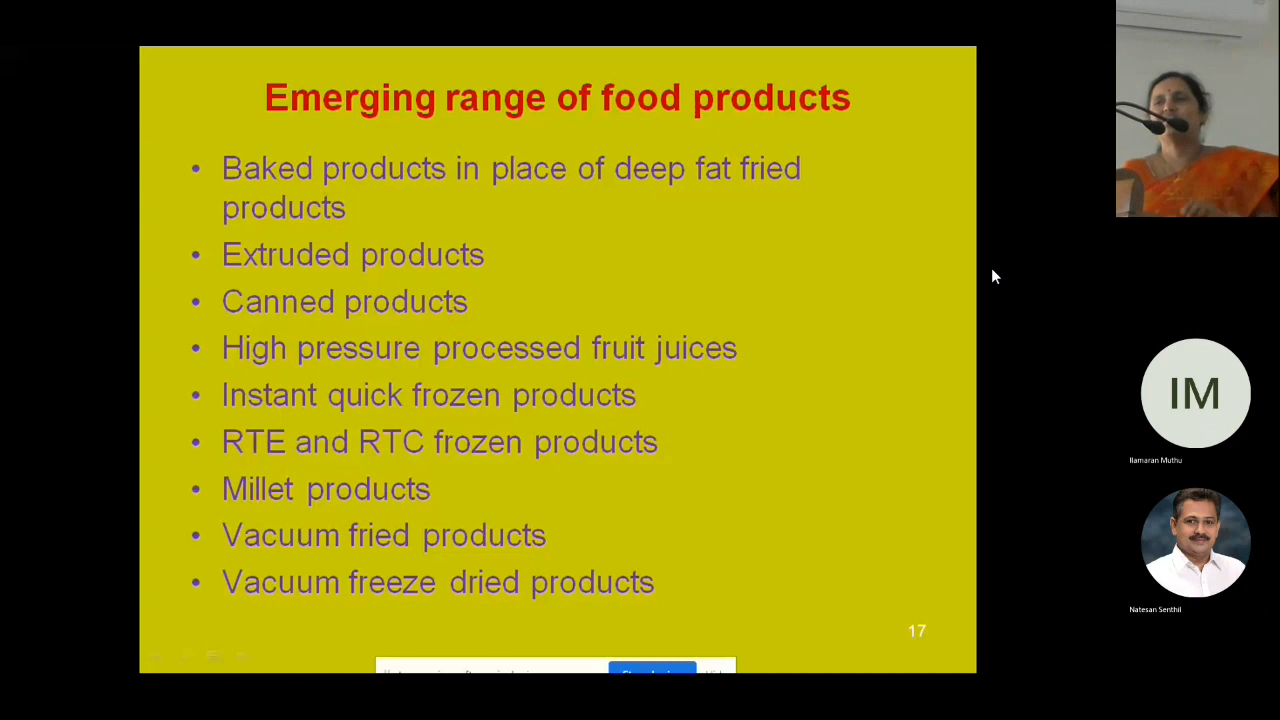 Emerging range of food products
• Baked products in place of deep fat fried
products
• Extruded products
• Canned products
• High pressure processed fruit juices
• Instant quick frozen products
• RTE and RTC frozen products
• Millet products
• Vacuum fried products
• Vacuum freeze dried products
17
IM
Ilamaran Muthu
Natesan Senthil